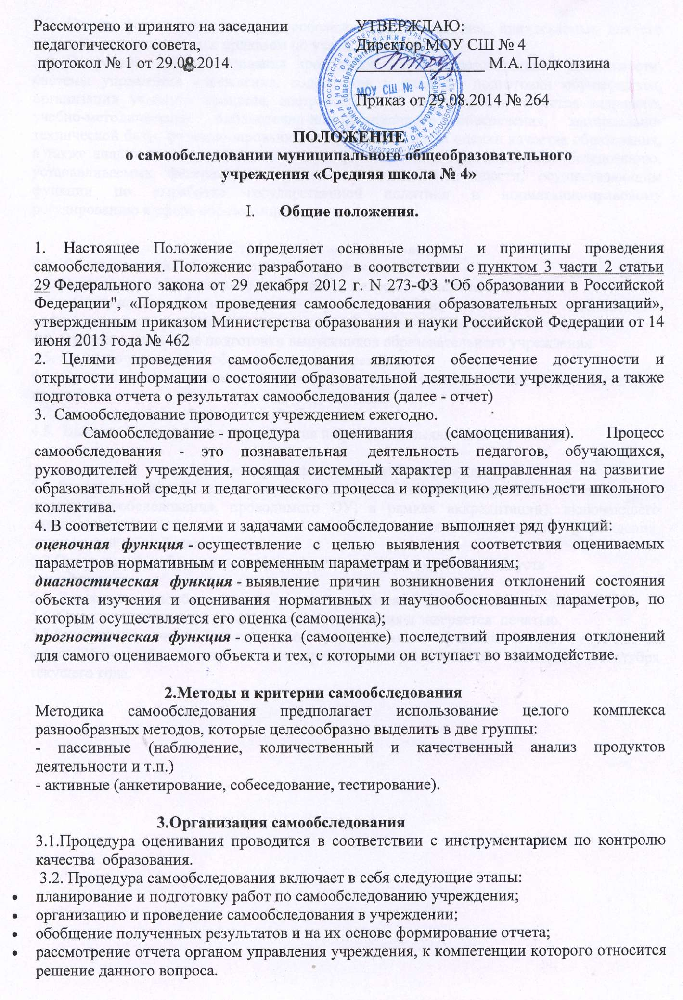 Рассмотрено и принято на заседании
педагогического совета,
протокол № 1 от 29.08.2014.
УТВЕРЖДАЮ:
Директор МОУ СШ № 4
М.А. Подколзина
Приказ от 29.08.2014 № 264
МОУ СШ № 4
ПОЛОЖЕНИЕ
о самообследовании муниципального общеобразовательного
учреждения «Средняя школа № 4»
I. Общие положения.
1. Настоящее Положение определяет основные нормы и принципы проведения
самообследования. Положение разработано в соответствии с пунктом 3 части 2 статьи
29 Федерального закона от 29 декабря 2012 г. N 273-ФЗ "Об образовании в Российской
Федерации", «Порядком проведения самообследования образовательных организаций»,
утвержденным приказом Министерства образования и науки Российской Федерации от 14
июня 2013 года № 462
2. Целями проведения самообследования являются обеспечение доступности и
открытости информации о состоянии образовательной деятельности учреждения, а также
подготовка отчета о результатах самообследования (далее - отчет)
3. Самообследование проводится учреждением ежегодно.
Самообследование - процедура оценивания (самооценивания). Процесс
самообследования - это познавательная деятельность педагогов, обучающихся,
руководителей учреждения, носящая системный характер и направленная на развитие
образовательной среды и педагогического процесса и коррекцию деятельности школьного
коллектива.
4. В соответствии с целями и задачами самообследование выполняет ряд функций:
оценочная функция - осуществление с целью выявления соответствия оцениваемых
параметров нормативным и современным параметрам и требованиям;
диагностическая функция - выявление причин возникновения отклонений состояния
объекта изучения и оценивания нормативных и научнообоснованных параметров, по
которым осуществляется его оценка (самооценка);
прогностическая функция - оценка (самооценке) последствий проявления отклонений
для самого оцениваемого объекта и тех, с которыми он вступает во взаимодействие.
2.Методы и критерии самообследования
Методика самообследования предполагает использование целого комплекса
разнообразных методов, которые целесообразно выделить в две группы:
- пассивные (наблюдение, количественный и качественный анализ продуктов
деятельности и т.п.)
- активные (анкетирование, собеседование, тестирование).
3.Организация самообследования
3.1.Процедура оценивания проводится в соответствии с инструментарием по контролю
качества образования.
3.2. Процедура самообследования включает в себя следующие этапы:
• планирование и подготовку работ по самообследованию учреждения;
• организацию и проведение самообследования в учреждении;
• обобщение полученных результатов и на их основе формирование отчета;
• рассмотрение отчета органом управления учреждения, к компетенции которого относится
решение данного вопроса.